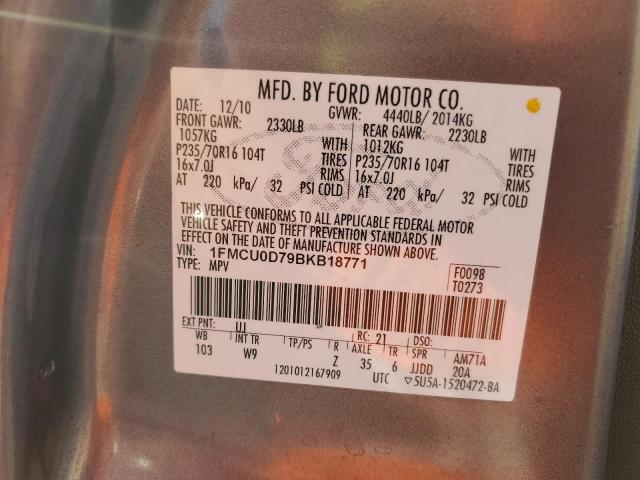 MFD. BY FORD MOTOR CO.
DATE: 12/10 GVWR: 4440LB/ 2014KG
FRONT GAWR: 2330LB REAR GAWR: 2230LB
1057KG WITH 1012KG WITH
P235/70R16 104T TIRES P235/70R16 104T TIRES
16x7.0J RIMS 16x7.0J RIMS
AT 220 kPa/ 32 PSI COLD AT 220 kPa/ 32 PSI COLD
THIS VEHICLE CONFORMS TO ALL APPLICABLE FEDERAL MOTOR
VEHICLE SAFETY AND THEFT PREVENTION STANDARDS IN
EFFECT ON THE DATE OF MANUFACTURE SHOWN ABOVE.
VIN: 1FMCU0D79BKB18771 F0098
TYPE: MPV T0273
EXT PNT: UJ RC: 21 DSO:
WB INT TR TP/PS R AXLE TR SPR AM71A
103 W9 Z 35 6 JJDD 20A
1201012167909 UTC ▽5U5A-1520472-BA